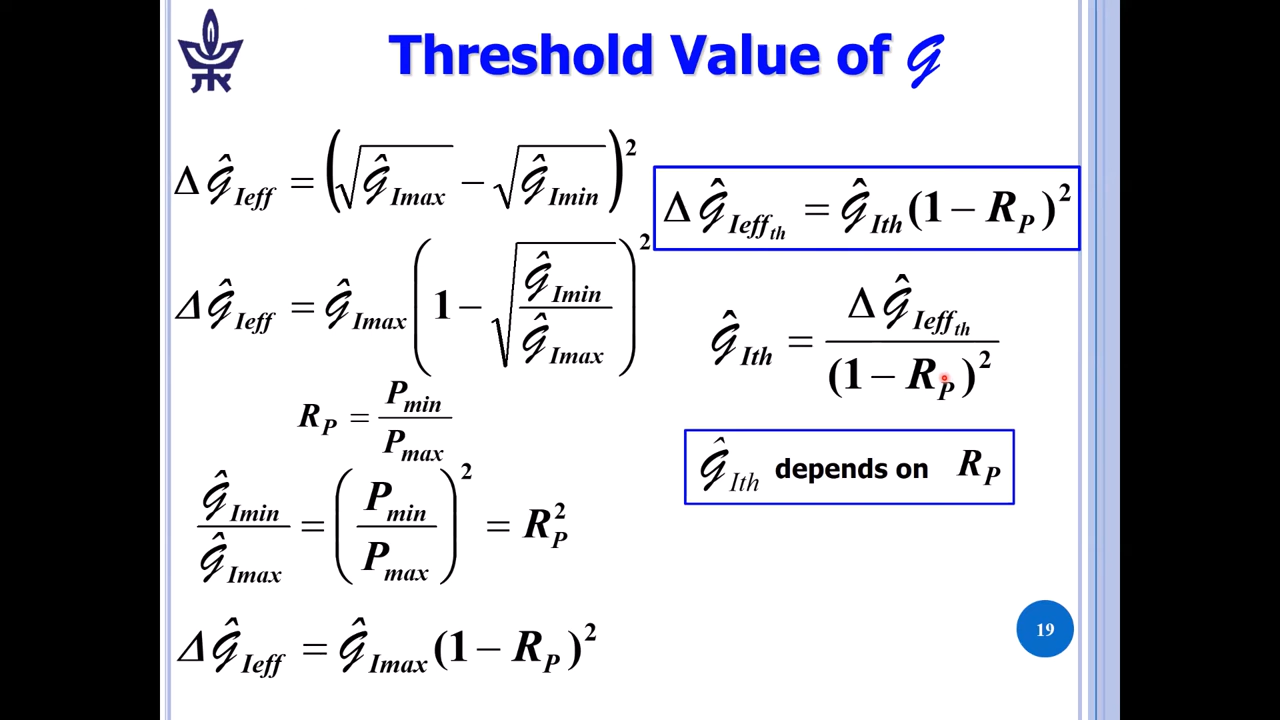 Threshold Value of 𝒢
Δ𝒢̂_Ieff = (√𝒢̂_Imax − √𝒢̂_Imin)²
Δ𝒢̂_Ieff = 𝒢̂_Imax (1 − √(𝒢̂_Imin / 𝒢̂_Imax))²
R_P = P_min / P_max
𝒢̂_Imin / 𝒢̂_Imax = (P_min / P_max)² = R_P²
Δ𝒢̂_Ieff = 𝒢̂_Imax (1 − R_P)²
Δ𝒢̂_Ieff_th = 𝒢̂_Ith (1 − R_P)²
𝒢̂_Ith = Δ𝒢̂_Ieff_th / (1 − R_P)²
𝒢̂_Ith depends on R_P
19